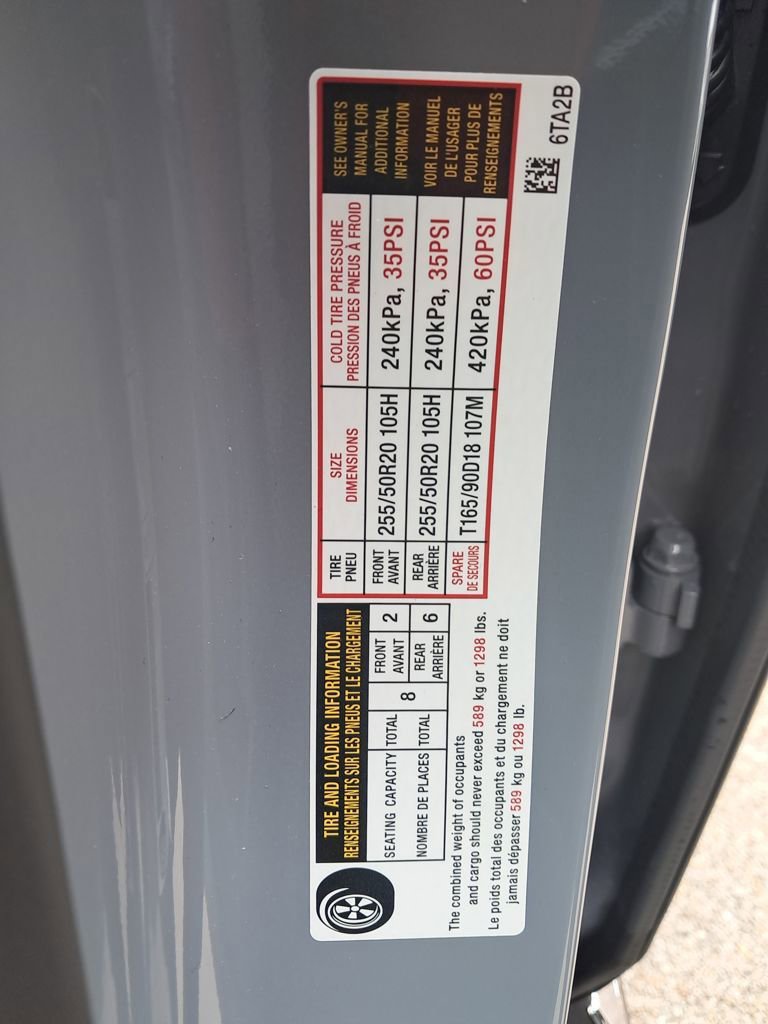 TIRE AND LOADING INFORMATION
RENSEIGNEMENTS SUR LES PNEUS ET LE CHARGEMENT
SEATING CAPACITY TOTAL 8 FRONT AVANT 2
NOMBRE DE PLACES TOTAL REAR ARRIÈRE 6
The combined weight of occupants
and cargo should never exceed 589 kg or 1298 lbs.
Le poids total des occupants et du chargement ne doit
jamais dépasser 589 kg ou 1298 lb.
TIRE PNEU SIZE DIMENSIONS COLD TIRE PRESSURE PRESSION DES PNEUS À FROID
FRONT AVANT 255/50R20 105H 240kPa, 35PSI
REAR ARRIÈRE 255/50R20 105H 240kPa, 35PSI
SPARE DE SECOURS T165/90D18 107M 420kPa, 60PSI
SEE OWNER'S
MANUAL FOR
ADDITIONAL
INFORMATION
VOIR LE MANUEL
DE L'USAGER
POUR PLUS DE
RENSEIGNEMENTS
6TA2B